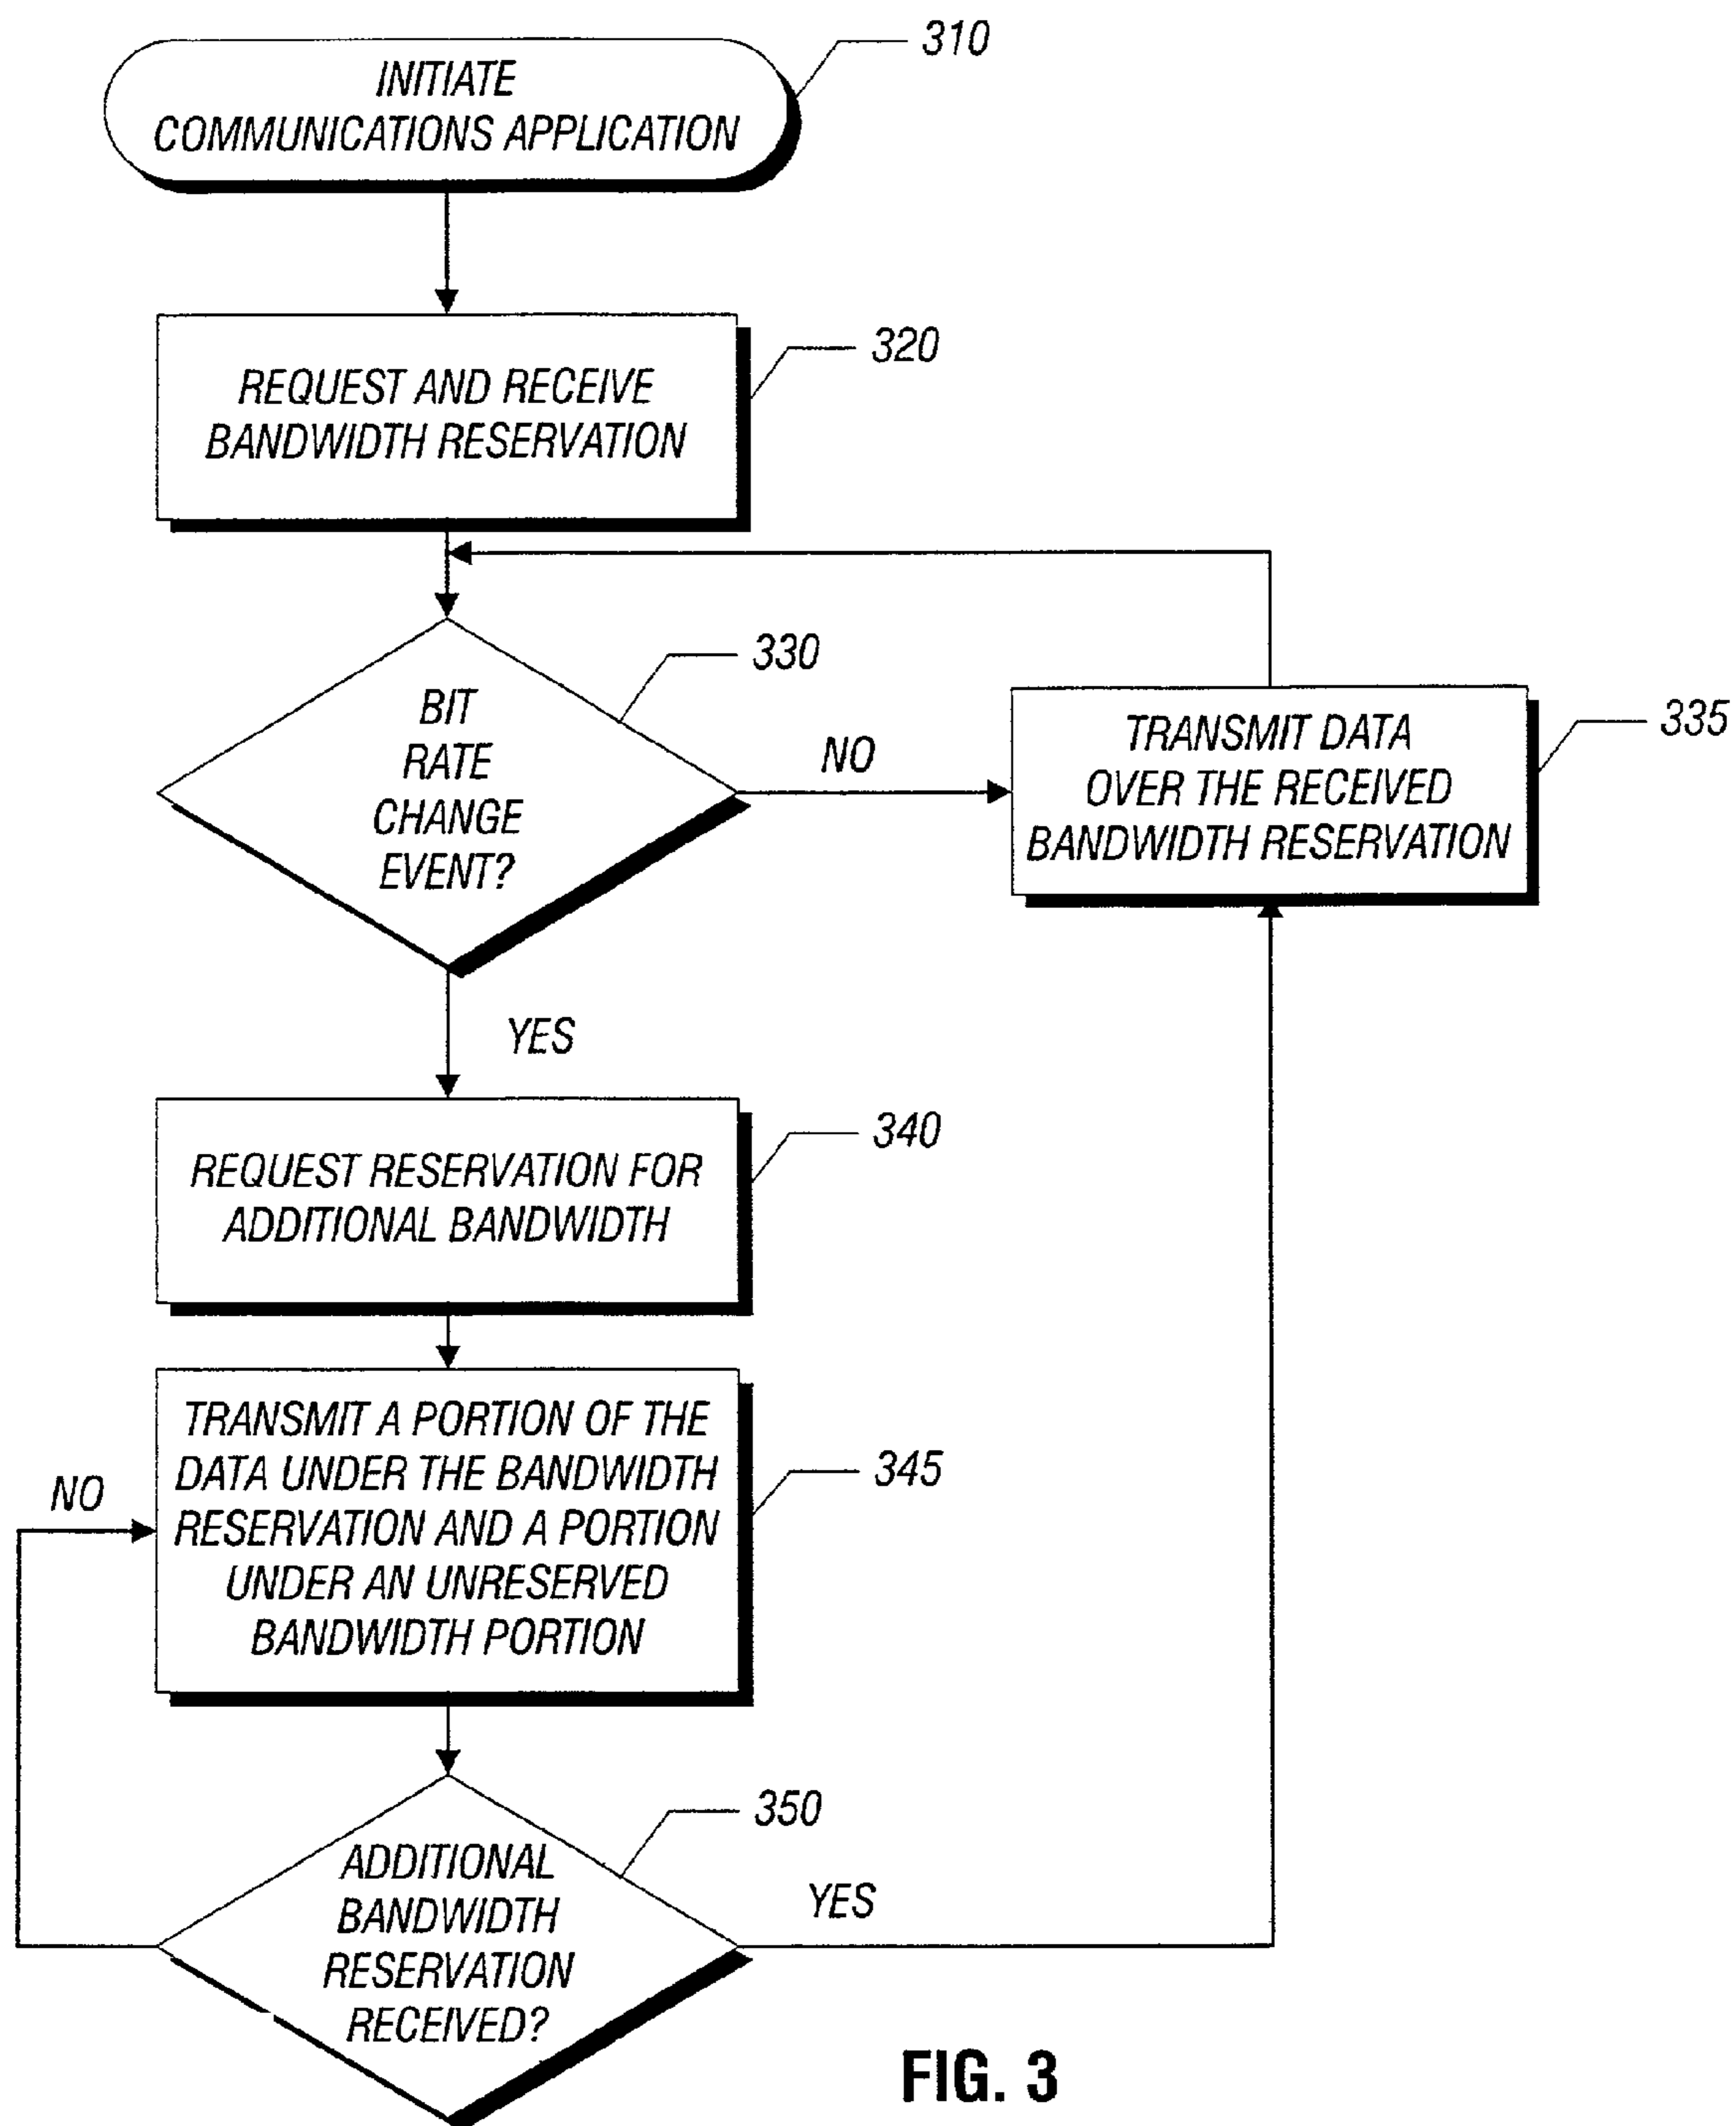 INITIATE
COMMUNICATIONS APPLICATION
310
REQUEST AND RECEIVE
BANDWIDTH RESERVATION
320
BIT
RATE
CHANGE
EVENT?
330
NO
TRANSMIT DATA
OVER THE RECEIVED
BANDWIDTH RESERVATION
335
YES
REQUEST RESERVATION FOR
ADDITIONAL BANDWIDTH
340
TRANSMIT A PORTION OF THE
DATA UNDER THE BANDWIDTH
RESERVATION AND A PORTION
UNDER AN UNRESERVED
BANDWIDTH PORTION
345
NO
ADDITIONAL
BANDWIDTH
RESERVATION
RECEIVED?
350
YES
FIG. 3